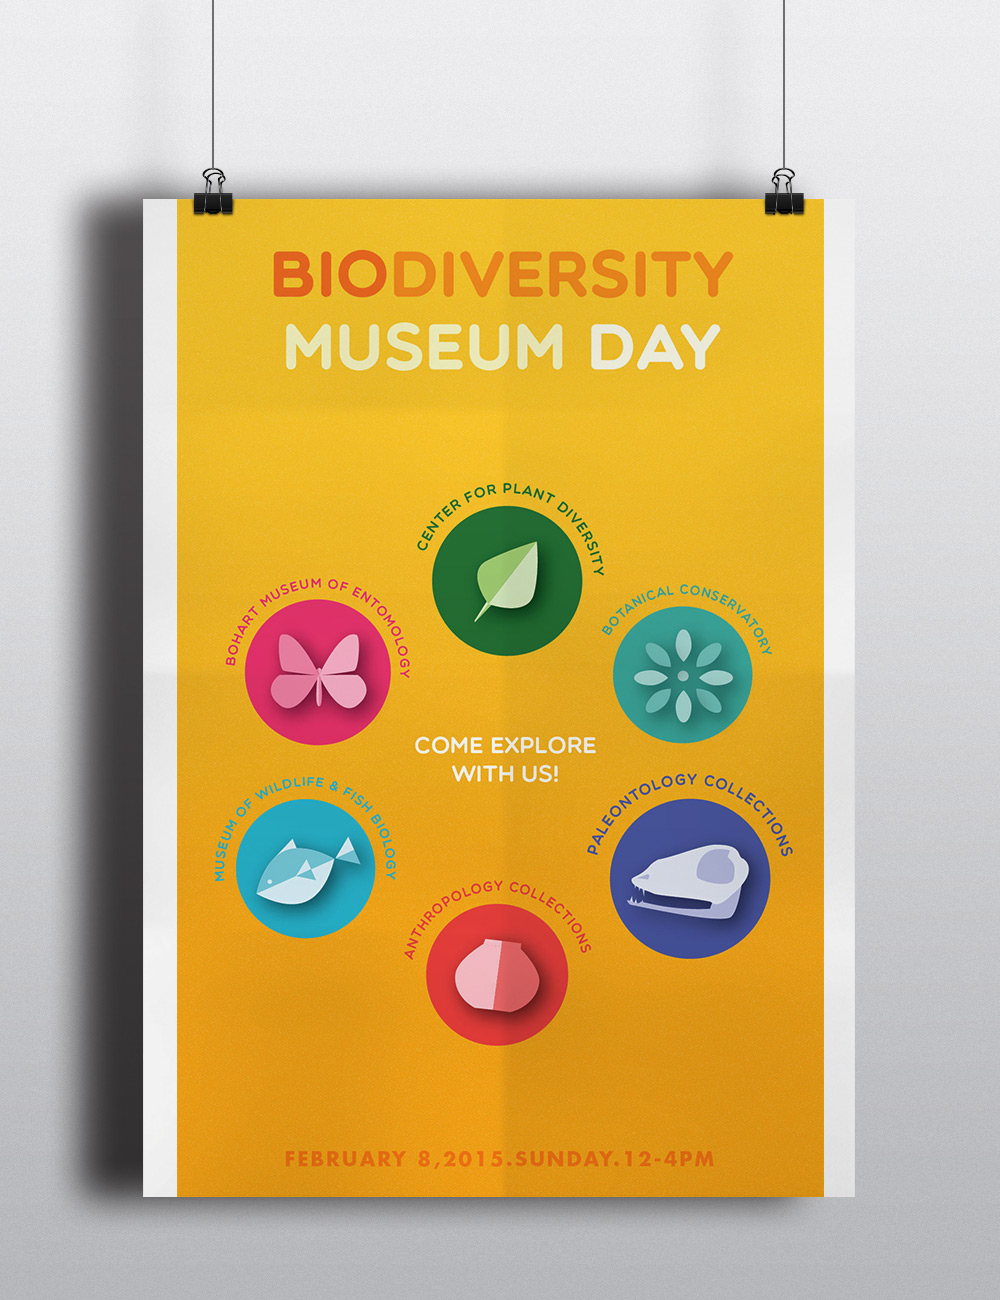 BIODIVERSITY
MUSEUM DAY
CENTER FOR PLANT DIVERSITY
BOHART MUSEUM OF ENTOMOLOGY
BOTANICAL CONSERVATORY
COME EXPLORE
WITH US!
MUSEUM OF WILDLIFE & FISH BIOLOGY
PALEONTOLOGY COLLECTIONS
ANTHROPOLOGY COLLECTIONS
FEBRUARY 8,2015.SUNDAY.12-4PM